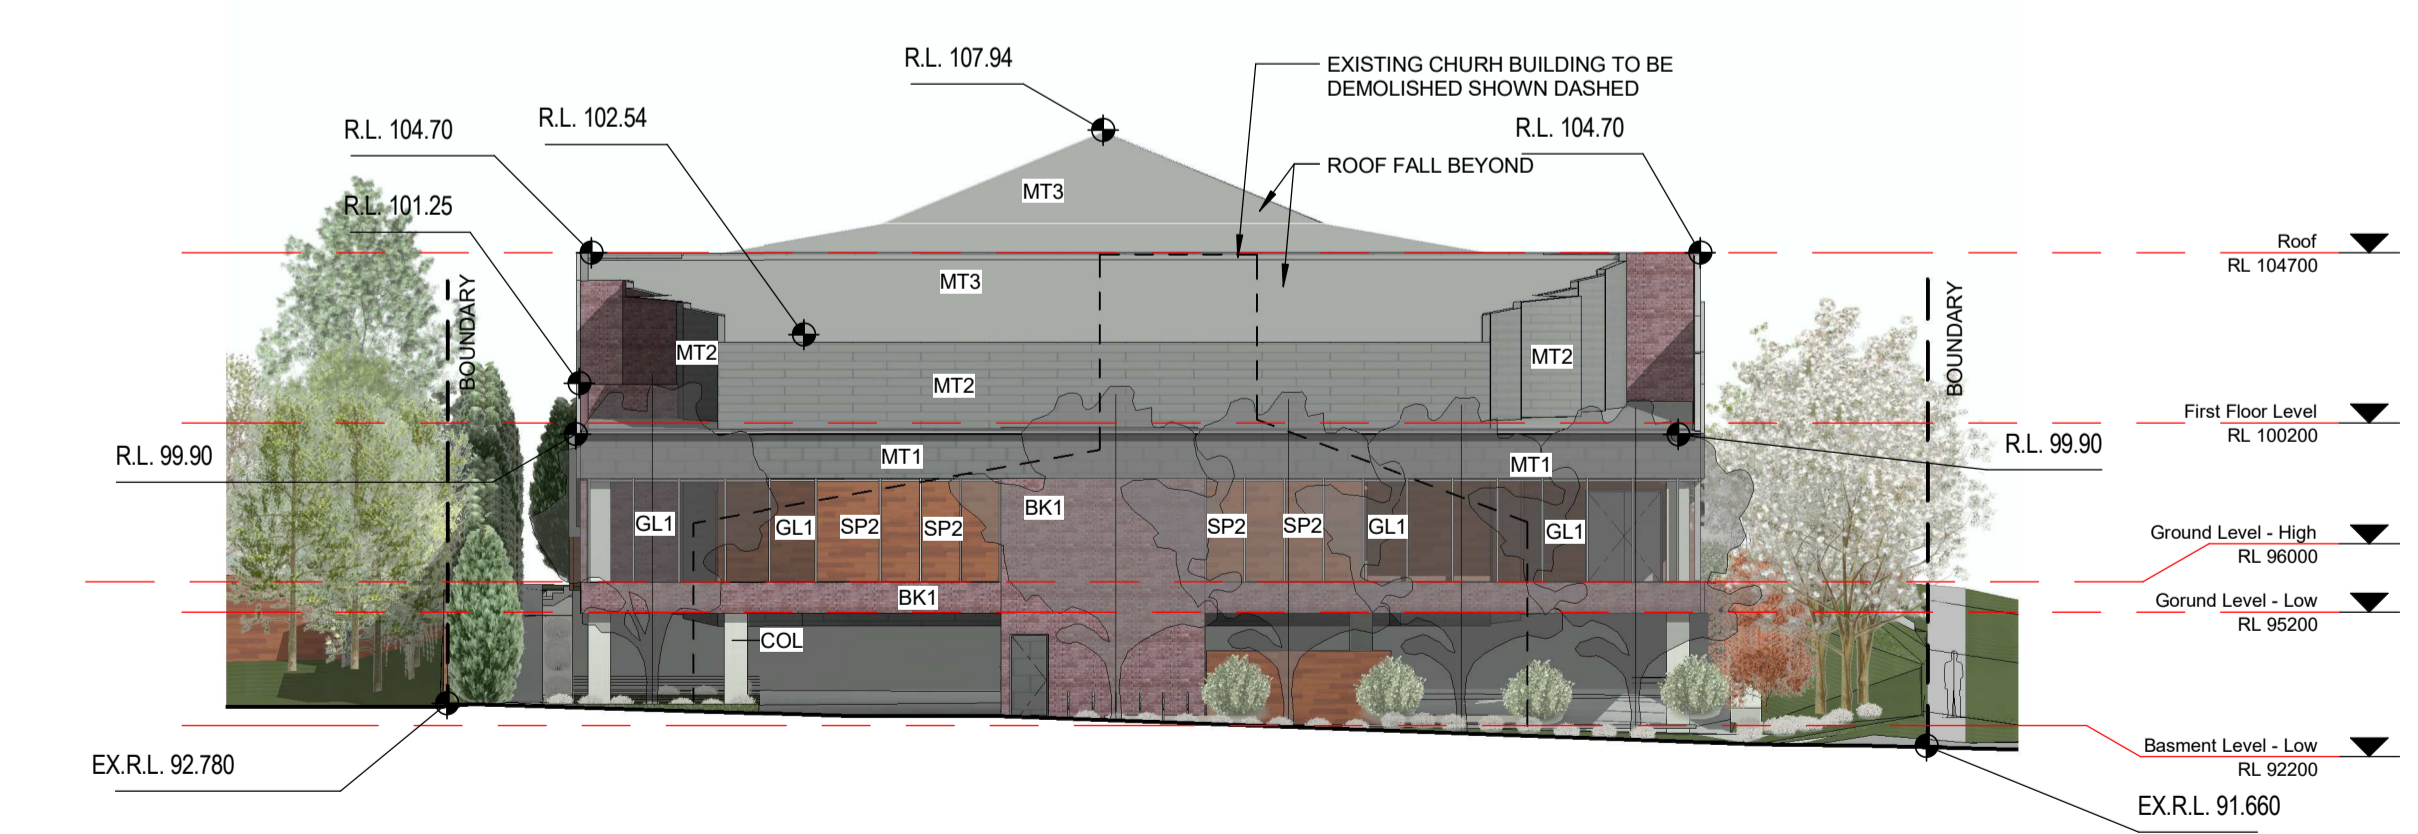 R.L. 107.94
EXISTING CHURH BUILDING TO BE
DEMOLISHED SHOWN DASHED
R.L. 104.70
R.L. 102.54
R.L. 104.70
ROOF FALL BEYOND
MT3
R.L. 101.25
Roof
RL 104700
BOUNDARY
MT3
BOUNDARY
MT2
MT2
MT2
First Floor Level
RL 100200
R.L. 99.90
R.L. 99.90
MT1
MT1
BK1
GL1
GL1
SP2
SP2
SP2
SP2
GL1
GL1
Ground Level - High
RL 96000
BK1
Gorund Level - Low
RL 95200
COL
Basment Level - Low
RL 92200
EX.R.L. 92.780
EX.R.L. 91.660